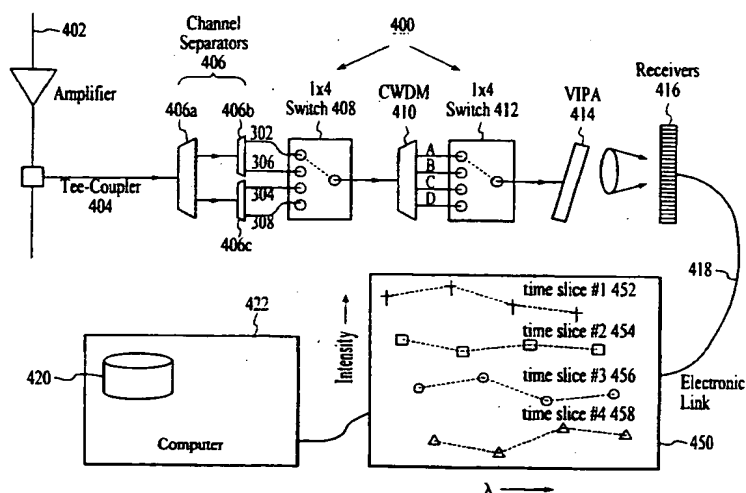 402
Channel
Separators
406
400
Amplifier
406a
406b
302
306
304
308
406c
1x4
Switch 408
CWDM
410
A
B
C
D
1x4
Switch 412
VIPA
414
Receivers
416
Tee-Coupler
404
418
422
420
Computer
Intensity
time slice #1 452
time slice #2 454
time slice #3 456
time slice #4 458
Electronic
Link
450
λ